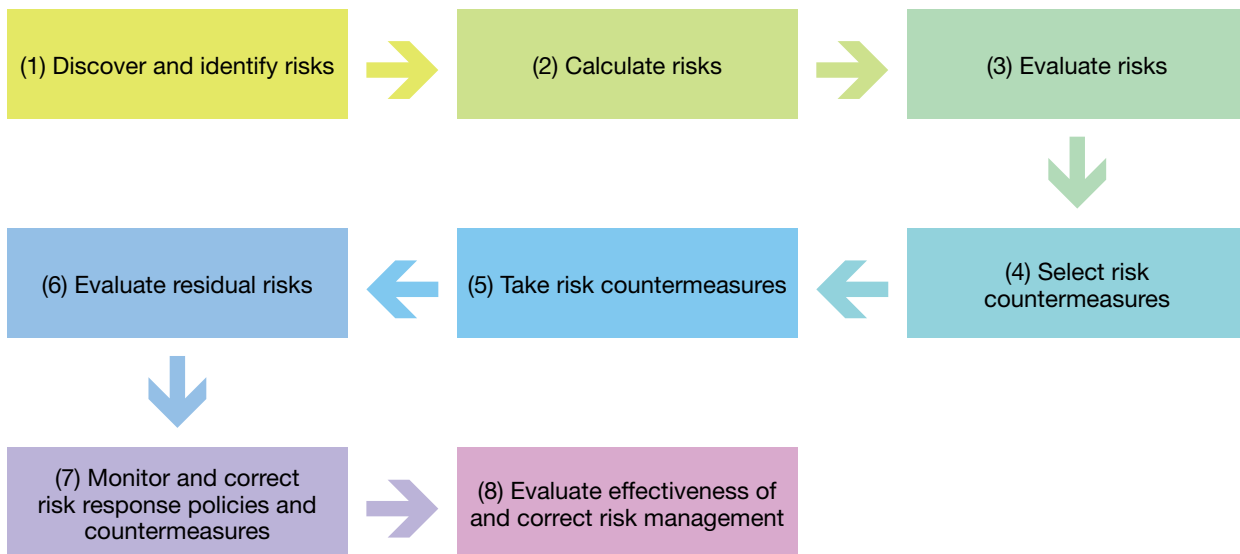 (1) Discover and identify risks
(2) Calculate risks
(3) Evaluate risks
(4) Select risk
countermeasures
(5) Take risk countermeasures
(6) Evaluate residual risks
(7) Monitor and correct
risk response policies and
countermeasures
(8) Evaluate effectiveness of
and correct risk management